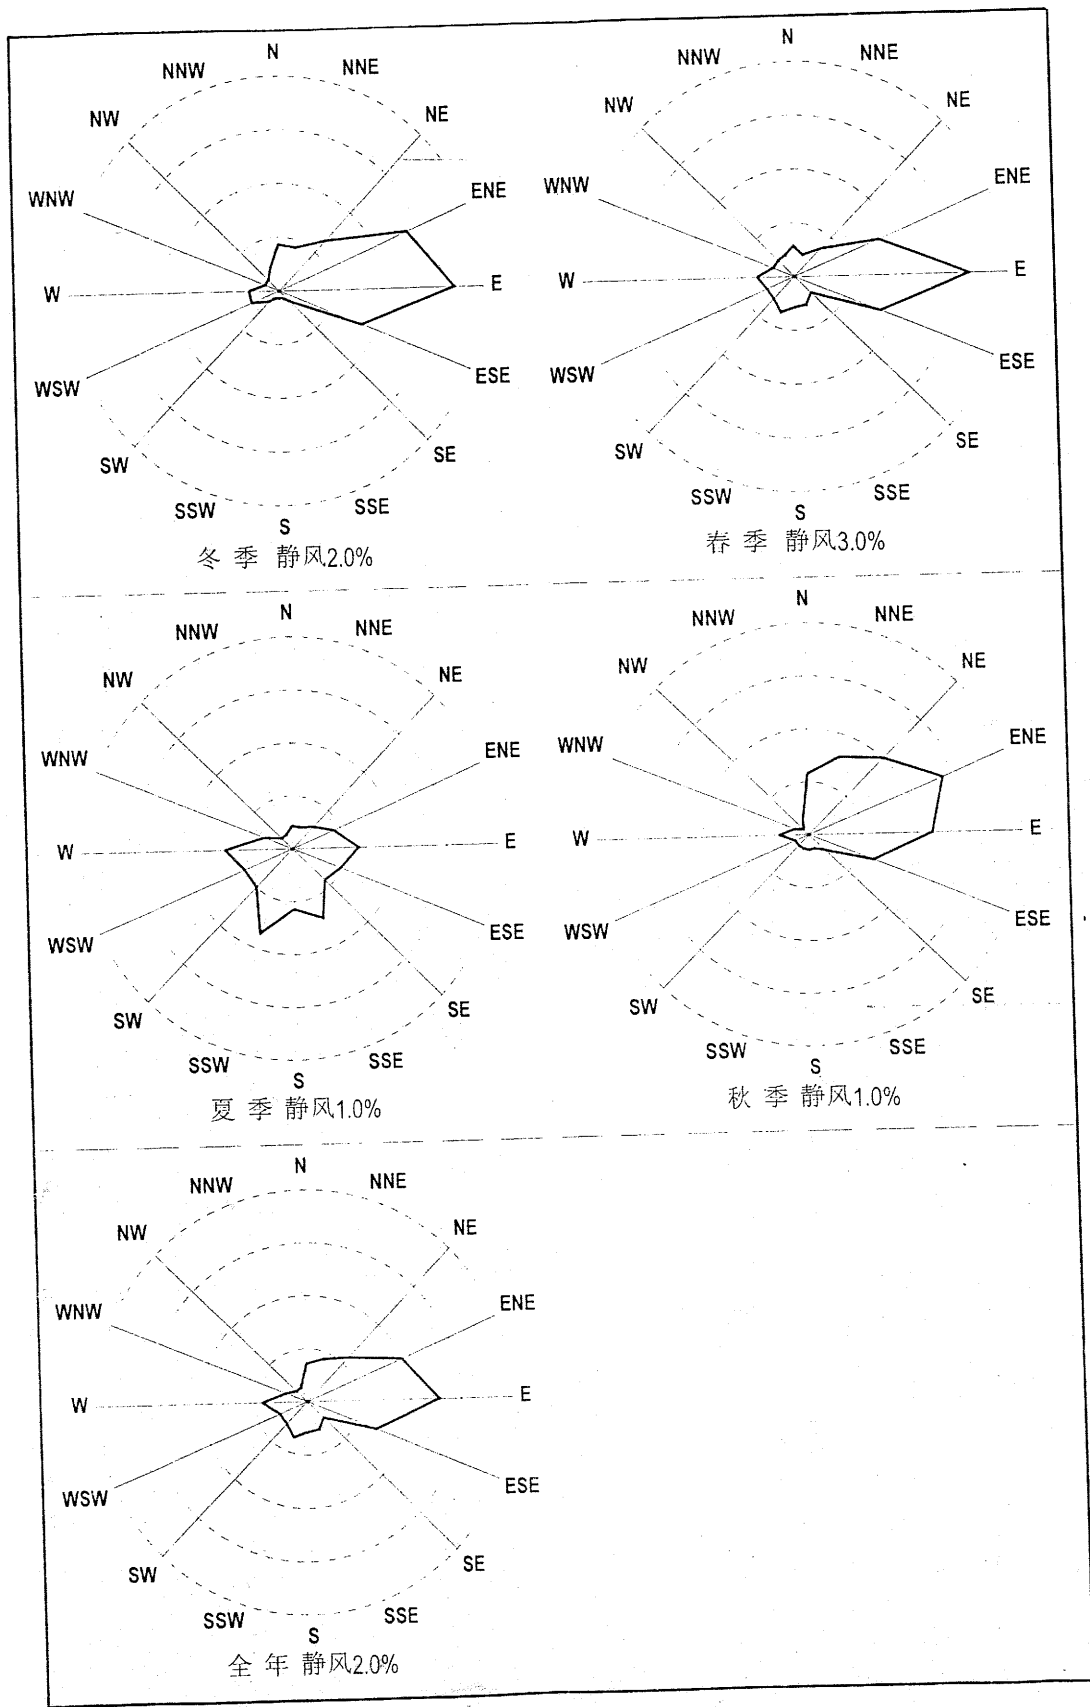 N
NNW NNE
NW NE
WNW ENE
W E
WSW ESE
SW SE
SSW SSE
S
冬 季 静风2.0%
N
NNW NNE
NW NE
WNW ENE
W E
WSW ESE
SW SE
SSW SSE
S
春 季 静风3.0%
N
NNW NNE
NW NE
WNW ENE
W E
WSW ESE
SW SE
SSW SSE
S
夏 季 静风1.0%
N
NNW NNE
NW NE
WNW ENE
W E
WSW ESE
SW SE
SSW SSE
S
秋 季 静风1.0%
N
NNW NNE
NW NE
WNW ENE
W E
WSW ESE
SW SE
SSW SSE
S
全 年 静风2.0%